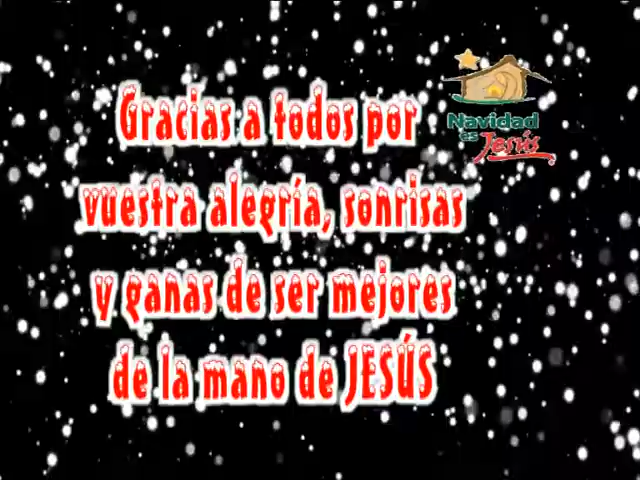 Gracias a todos por
vuestra alegría, sonrisas
y ganas de ser mejores
de la mano de JESÚS
Navidad
es
Jesús